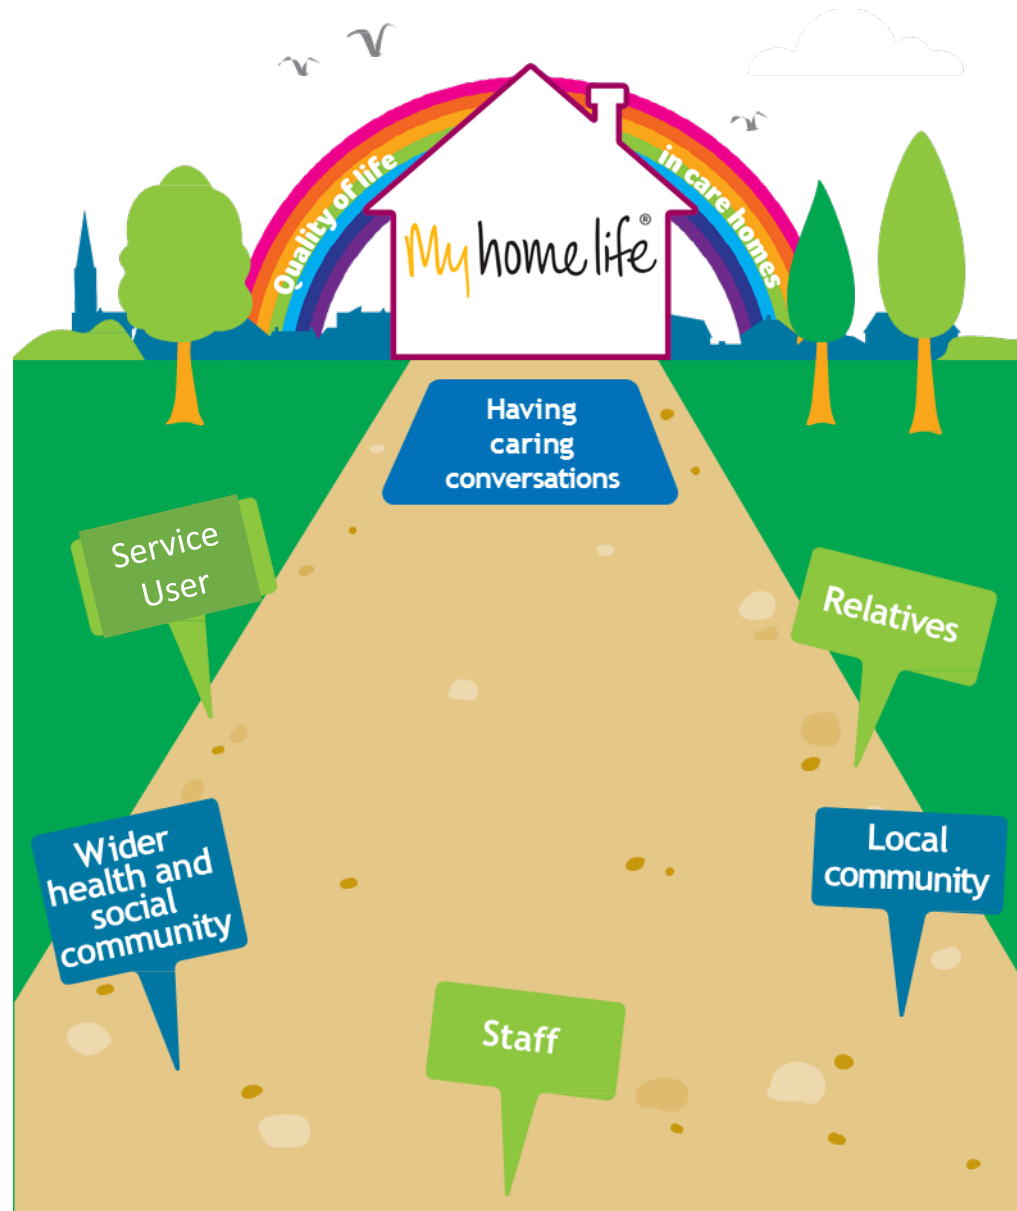 Quality of life
in care homes
My home life®
Having
caring
conversations
Service
User
Relatives
Wider
health and
social
community
Local
community
Staff